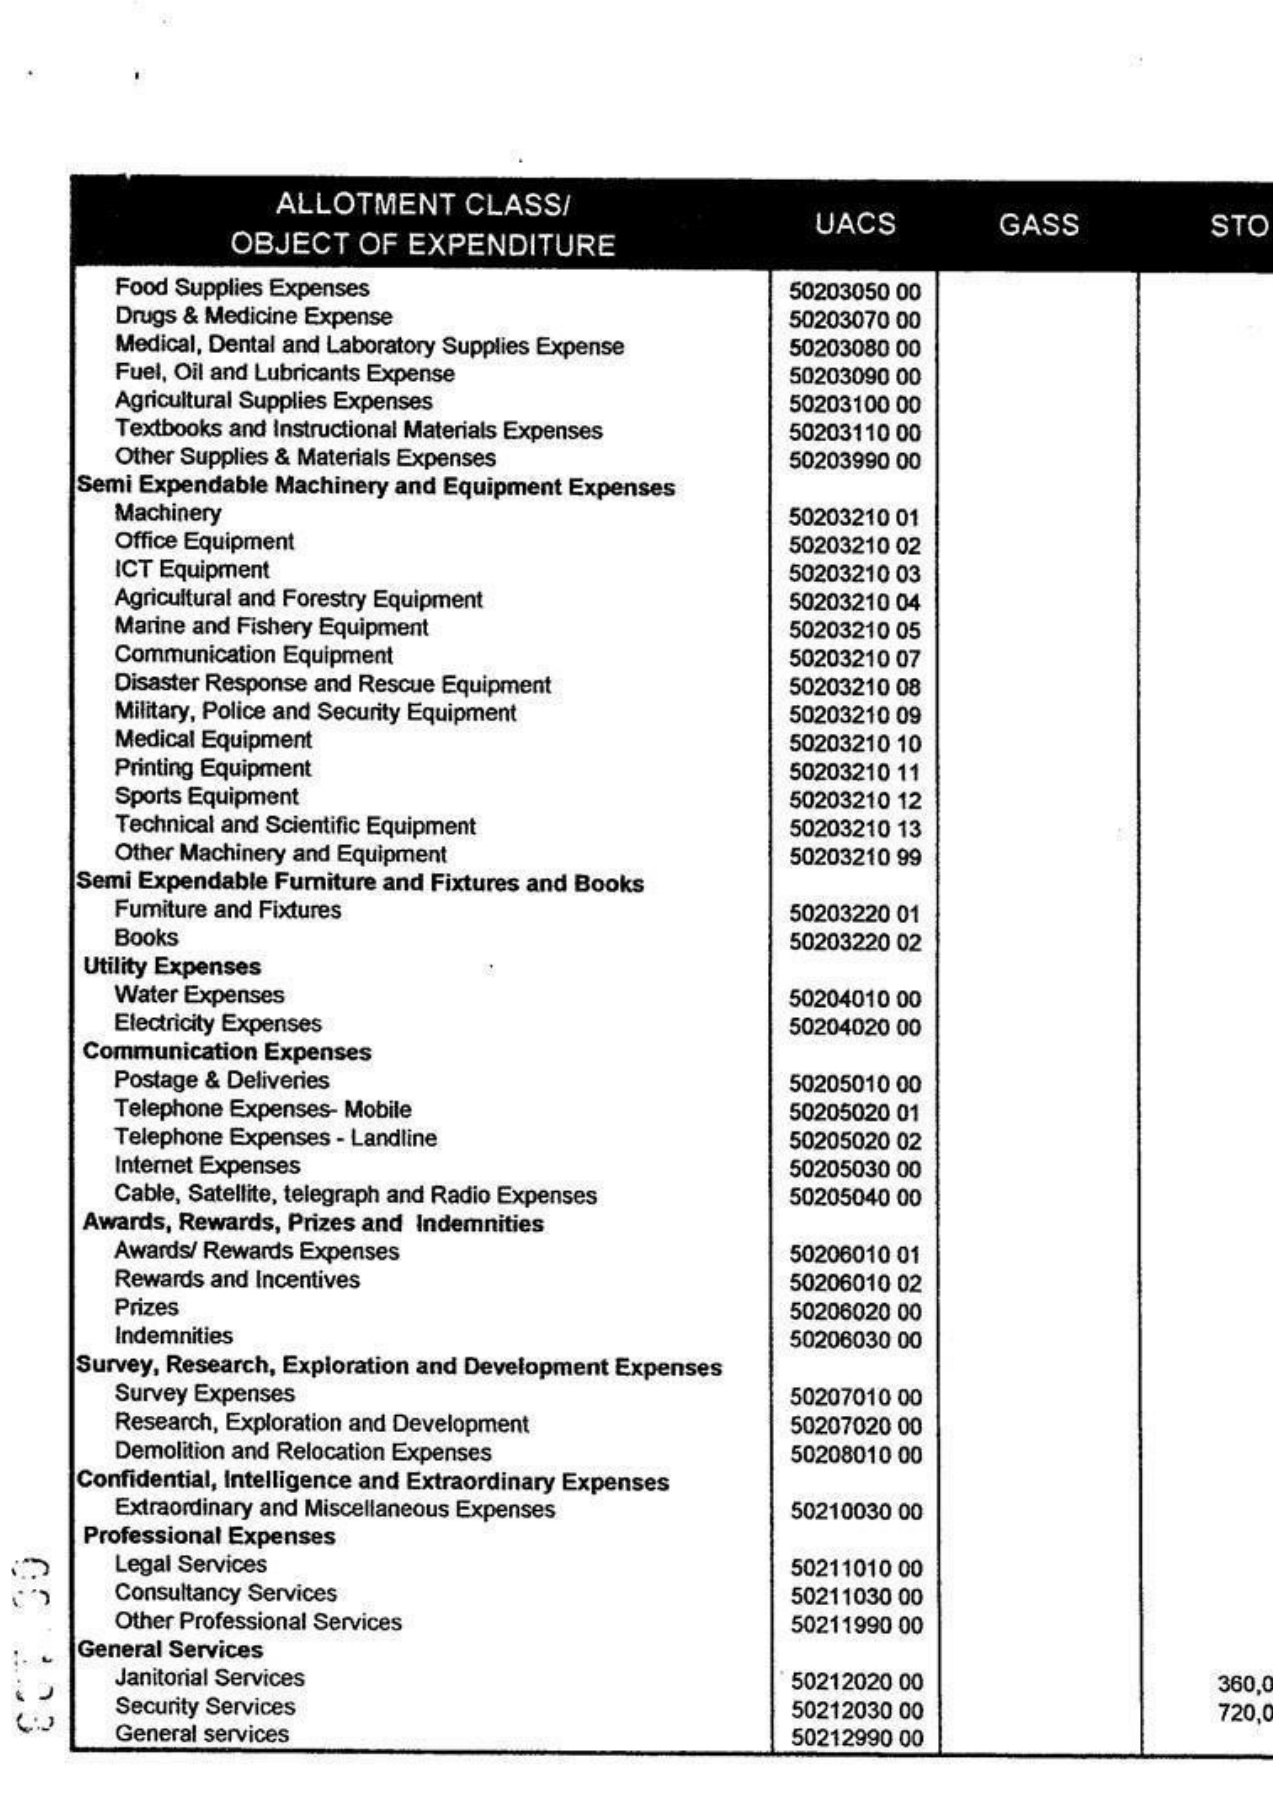 ALLOTMENT CLASS/
OBJECT OF EXPENDITURE UACS GASS STO
Food Supplies Expenses 50203050 00
Drugs & Medicine Expense 50203070 00
Medical, Dental and Laboratory Supplies Expense 50203080 00
Fuel, Oil and Lubricants Expense 50203090 00
Agricultural Supplies Expenses 50203100 00
Textbooks and Instructional Materials Expenses 50203110 00
Other Supplies & Materials Expenses 50203990 00
Semi Expendable Machinery and Equipment Expenses
Machinery 50203210 01
Office Equipment 50203210 02
ICT Equipment 50203210 03
Agricultural and Forestry Equipment 50203210 04
Marine and Fishery Equipment 50203210 05
Communication Equipment 50203210 07
Disaster Response and Rescue Equipment 50203210 08
Military, Police and Security Equipment 50203210 09
Medical Equipment 50203210 10
Printing Equipment 50203210 11
Sports Equipment 50203210 12
Technical and Scientific Equipment 50203210 13
Other Machinery and Equipment 50203210 99
Semi Expendable Furniture and Fixtures and Books
Furniture and Fixtures 50203220 01
Books 50203220 02
Utility Expenses
Water Expenses 50204010 00
Electricity Expenses 50204020 00
Communication Expenses
Postage & Deliveries 50205010 00
Telephone Expenses- Mobile 50205020 01
Telephone Expenses - Landline 50205020 02
Internet Expenses 50205030 00
Cable, Satellite, telegraph and Radio Expenses 50205040 00
Awards, Rewards, Prizes and Indemnities
Awards/ Rewards Expenses 50206010 01
Rewards and Incentives 50206010 02
Prizes 50206020 00
Indemnities 50206030 00
Survey, Research, Exploration and Development Expenses
Survey Expenses 50207010 00
Research, Exploration and Development 50207020 00
Demolition and Relocation Expenses 50208010 00
Confidential, Intelligence and Extraordinary Expenses
Extraordinary and Miscellaneous Expenses 50210030 00
Professional Expenses
Legal Services 50211010 00
Consultancy Services 50211030 00
Other Professional Services 50211990 00
General Services
Janitorial Services 50212020 00 360,0
Security Services 50212030 00 720,0
General services 50212990 00